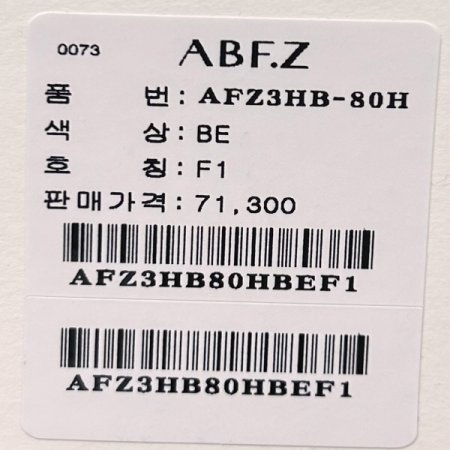 0073 ABF.Z
품 번: AFZ3HB-80H
색 상: BE
호 칭: F1
판매가격: 71,300
AFZ3HB80HBEF1
AFZ3HB80HBEF1